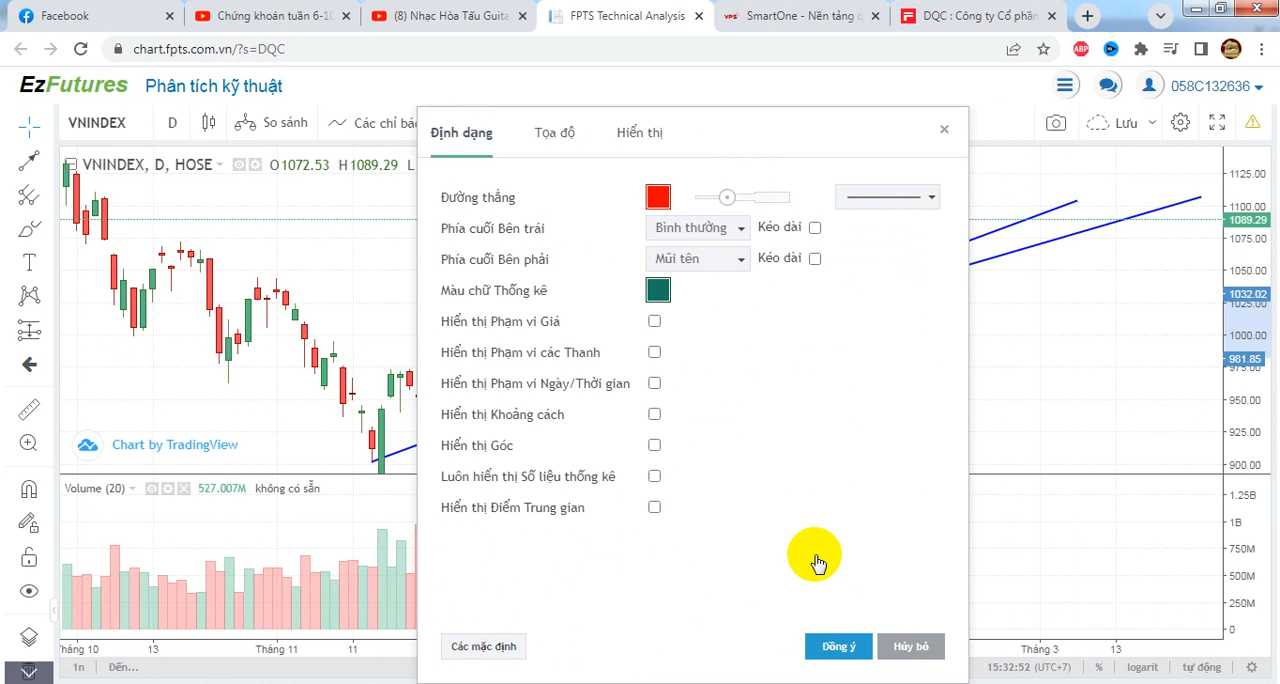 Facebook
Chứng khoán tuần 6-10
(8) Nhạc Hòa Tấu Guita
FPTS Technical Analysis
VPS SmartOne - Nền tảng c
DQC : Công ty Cổ phần
chart.fpts.com.vn/?s=DQC
ABP
EzFutures Phân tích kỹ thuật
058C132636
VNINDEX D So sánh Các chỉ bá
Lưu
VNINDEX, D, HOSE O1072.53 H1089.29 L
Định dạng Tọa độ Hiển thị
Đường thẳng
Phía cuối Bên trái Bình thường Kéo dài
Phía cuối Bên phải Mũi tên Kéo dài
Màu chữ Thống kê
Hiển thị Phạm vi Giá
Hiển thị Phạm vi các Thanh
Hiển thị Phạm vi Ngày/Thời gian
Hiển thị Khoảng cách
Hiển thị Góc
Luôn hiển thị Số liệu thống kê
Hiển thị Điểm Trung gian
Các mặc định Đồng ý Hủy bỏ
1125.00
1100.00
1089.29
1075.00
1050.00
1032.02
1025.00
1000.00
981.85
975.00
950.00
925.00
900.00
Chart by TradingView
Volume (20) 527.007M không có sẵn
1.25B
1B
750M
500M
250M
0
Tháng 10 13 Tháng 11 11 Tháng 3 13
1n Đến... 15:32:52 (UTC+7) % logarit tự động